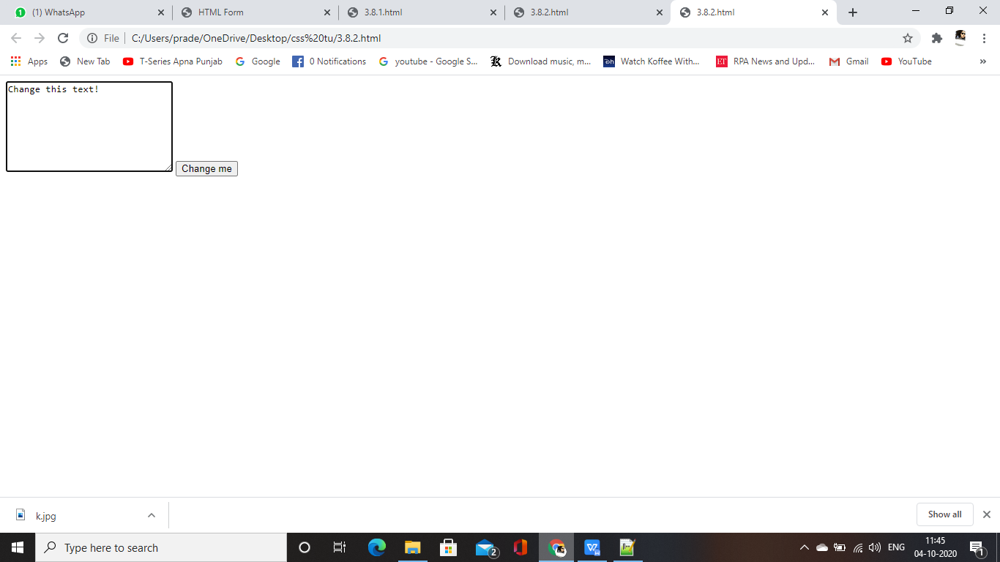 (1) WhatsApp
HTML Form
3.8.1.html
3.8.2.html
3.8.2.html
File
C:/Users/prade/OneDrive/Desktop/css%20tu/3.8.2.html
Apps
New Tab
T-Series Apna Punjab
Google
0 Notifications
youtube - Google S...
Download music, m...
Dh
Watch Koffee With...
ET
RPA News and Upd...
Gmail
YouTube
»
Change this text!
Change me
k.jpg
Show all
Type here to search
2
ENG
11:45
04-10-2020
1